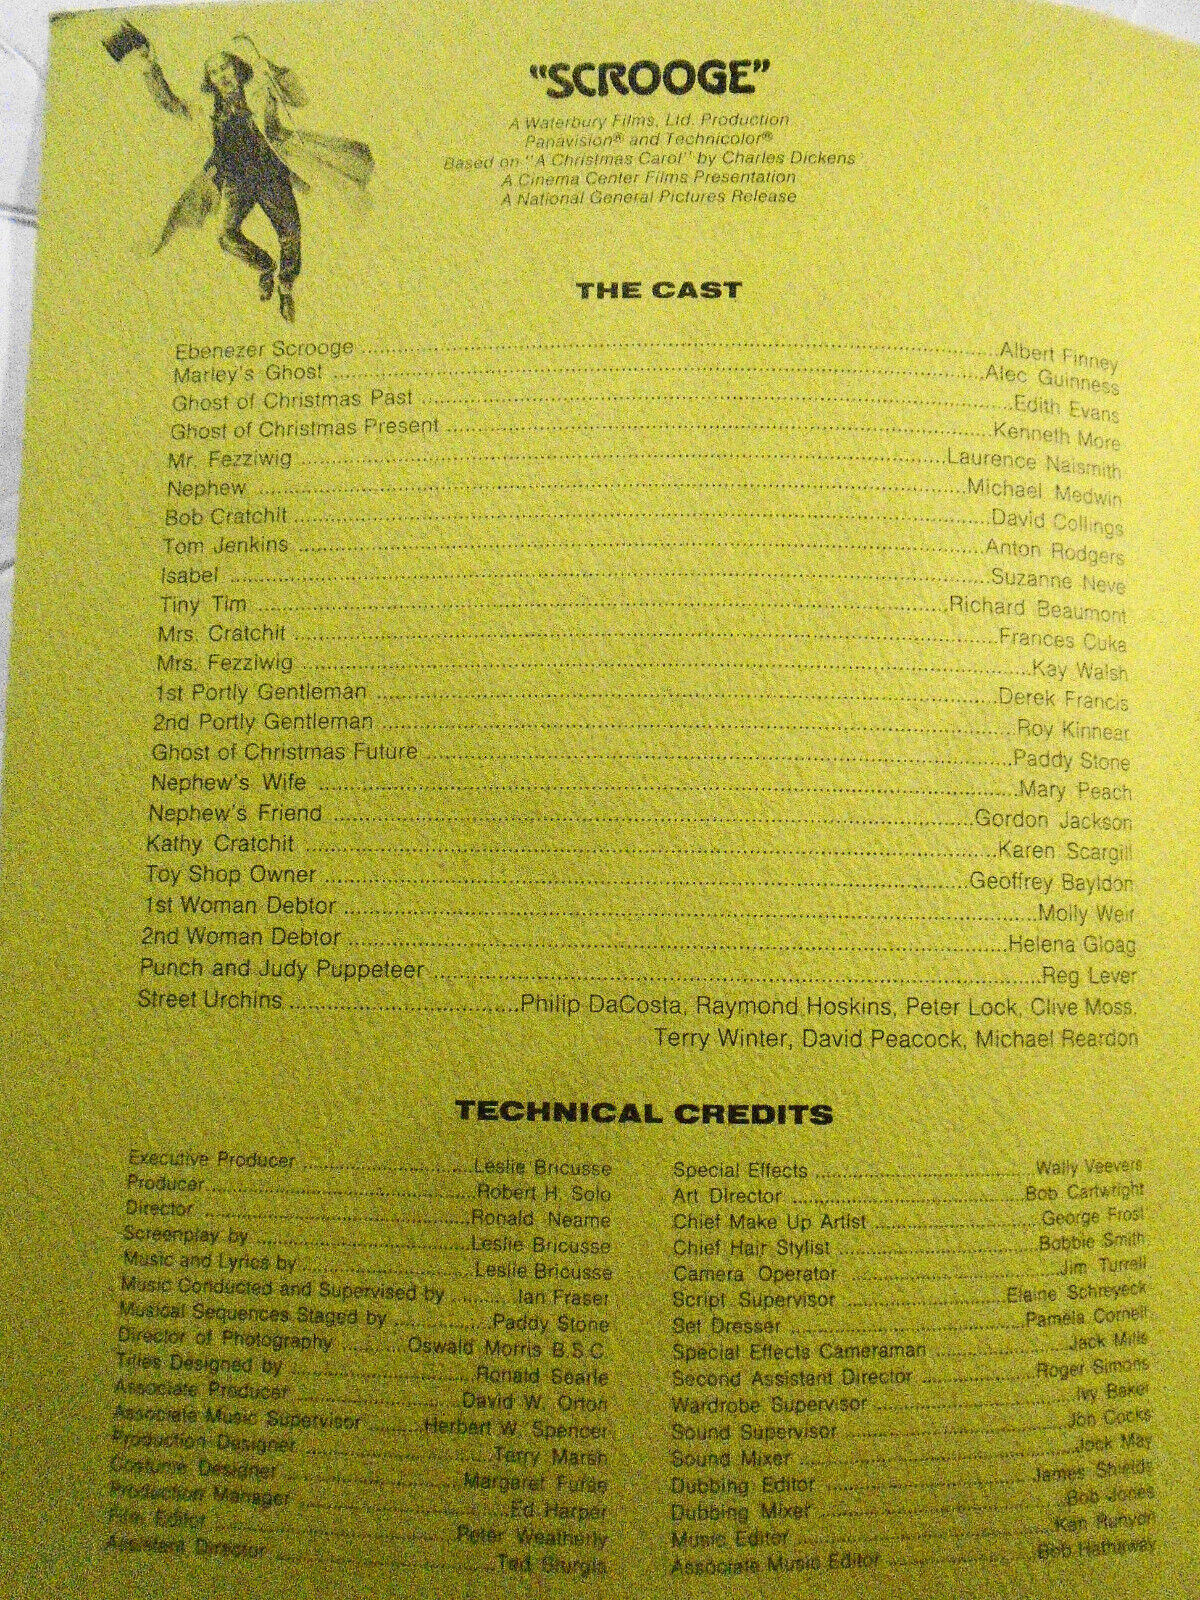 "SCROOGE"
A Waterbury Films, Ltd. Production
Panavision® and Technicolor®
Based on "A Christmas Carol" by Charles Dickens
A Cinema Center Films Presentation
A National General Pictures Release
THE CAST
Ebenezer Scrooge ........ Albert Finney
Marley's Ghost ........ Alec Guinness
Ghost of Christmas Past ........ Edith Evans
Ghost of Christmas Present ........ Kenneth More
Mr. Fezziwig ........ Laurence Naismith
Nephew ........ Michael Medwin
Bob Cratchit ........ David Collings
Tom Jenkins ........ Anton Rodgers
Isabel ........ Suzanne Neve
Tiny Tim ........ Richard Beaumont
Mrs. Cratchit ........ Frances Cuka
Mrs. Fezziwig ........ Kay Walsh
1st Portly Gentleman ........ Derek Francis
2nd Portly Gentleman ........ Roy Kinnear
Ghost of Christmas Future ........ Paddy Stone
Nephew's Wife ........ Mary Peach
Nephew's Friend ........ Gordon Jackson
Kathy Cratchit ........ Karen Scargill
Toy Shop Owner ........ Geoffrey Bayldon
1st Woman Debtor ........ Molly Weir
2nd Woman Debtor ........ Helena Gloag
Punch and Judy Puppeteer ........ Reg Lever
Street Urchins ........ Philip DaCosta, Raymond Hoskins, Peter Lock, Clive Moss,
Terry Winter, David Peacock, Michael Reardon
TECHNICAL CREDITS
Executive Producer ........ Leslie Bricusse
Producer ........ Robert H. Solo
Director ........ Ronald Neame
Screenplay by ........ Leslie Bricusse
Music and Lyrics by ........ Leslie Bricusse
Music Conducted and Supervised by ........ Ian Fraser
Musical Sequences Staged by ........ Paddy Stone
Director of Photography ........ Oswald Morris B.S.C.
Titles Designed by ........ Ronald Searle
Associate Producer ........ David W. Orton
Associate Music Supervisor ........ Herbert W. Spencer
Production Designer ........ Terry Marsh
Costume Designer ........ Margaret Furse
Production Manager ........ Ed Harper
Film Editor ........ Peter Weatherly
Assistant Director ........ Ted Sturgis
Special Effects ........ Wally Veevers
Art Director ........ Bob Cartwright
Chief Make Up Artist ........ George Frost
Chief Hair Stylist ........ Bobbie Smith
Camera Operator ........ Jim Turrell
Script Supervisor ........ Elaine Schreyeck
Set Dresser ........ Pamela Cornell
Special Effects Cameraman ........ Jack Mills
Second Assistant Director ........ Roger Simons
Wardrobe Supervisor ........ Ivy Baker
Sound Supervisor ........ Jon Cocks
Sound Mixer ........ Jock May
Dubbing Editor ........ James Shields
Dubbing Mixer ........ Bob Jones
Music Editor ........ Ken Runyon
Associate Music Editor ........ Bob Hathaway